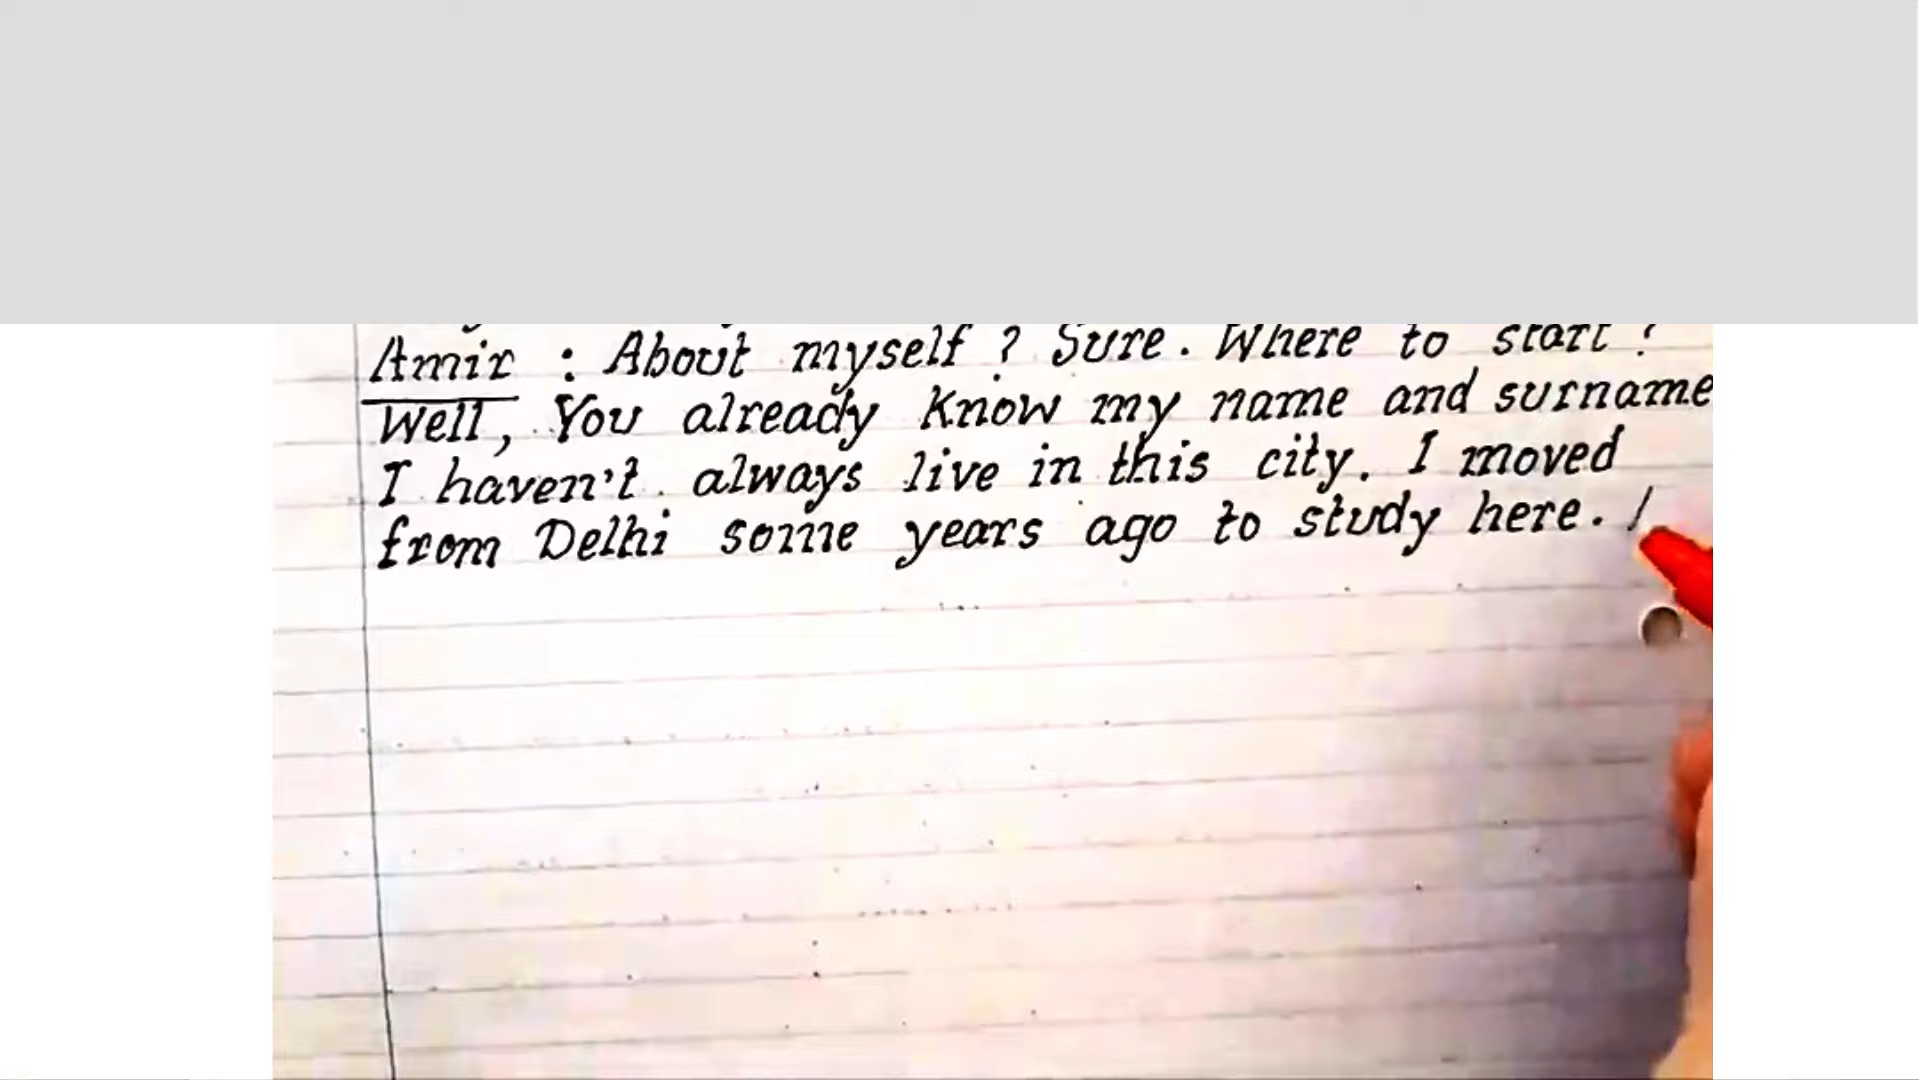 Amir : About myself ? Sure. Where to start ?
Well, You already know my name and surname
I haven't always live in this city. I moved
from Delhi some years ago to study here.